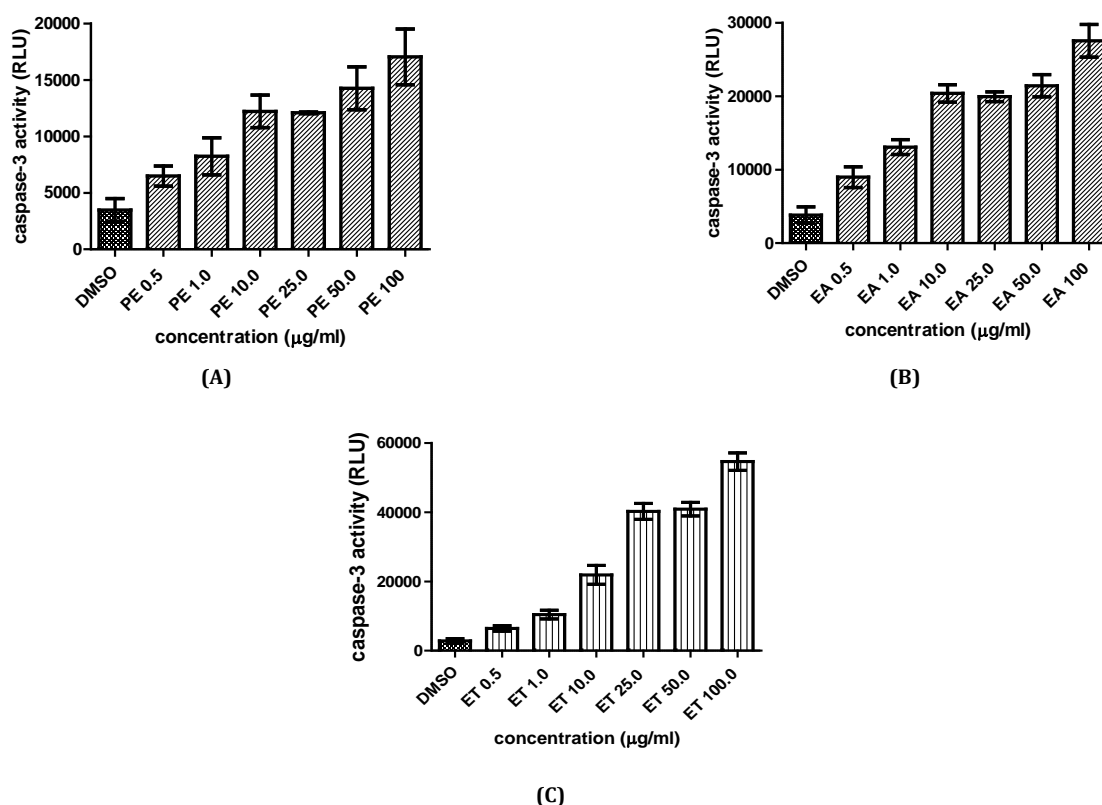 caspase-3 activity (RLU)
20000
15000
10000
5000
0
DMSO
PE 0.5
PE 1.0
PE 10.0
PE 25.0
PE 50.0
PE 100
concentration (μg/ml)
(A)
caspase-3 activity (RLU)
30000
20000
10000
0
DMSO
EA 0.5
EA 1.0
EA 10.0
EA 25.0
EA 50.0
EA 100
concentration (μg/ml)
(B)
caspase-3 activity (RLU)
60000
40000
20000
0
DMSO
ET 0.5
ET 1.0
ET 10.0
ET 25.0
ET 50.0
ET 100.0
concentration (μg/ml)
(C)